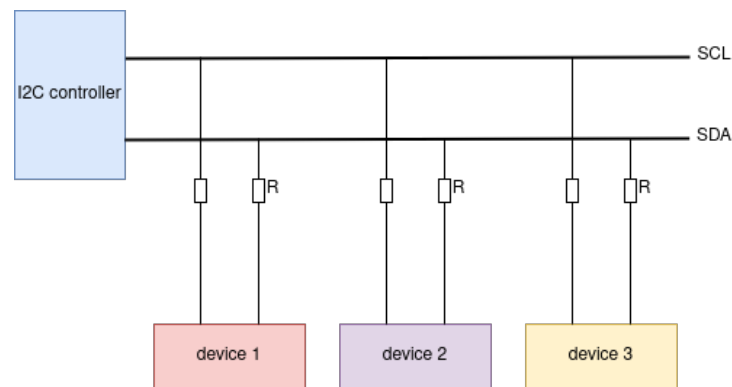 SCL
I2C controller
SDA
R
R
R
device 1
device 2
device 3